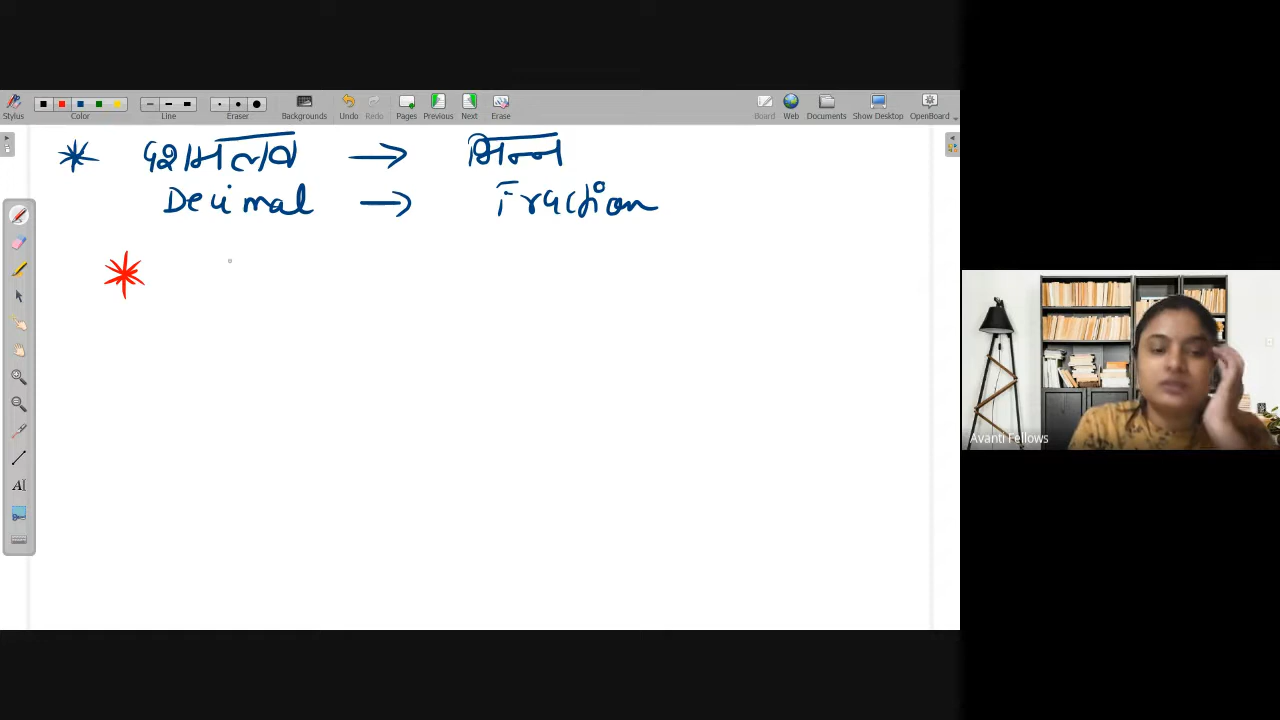 Stylus Color Line Eraser Backgrounds Undo Redo Pages Previous Next Erase Board Web Documents Show Desktop OpenBoard
* दशमलव → भिन्न
Decimal → Fraction
*
Avanti Fellows